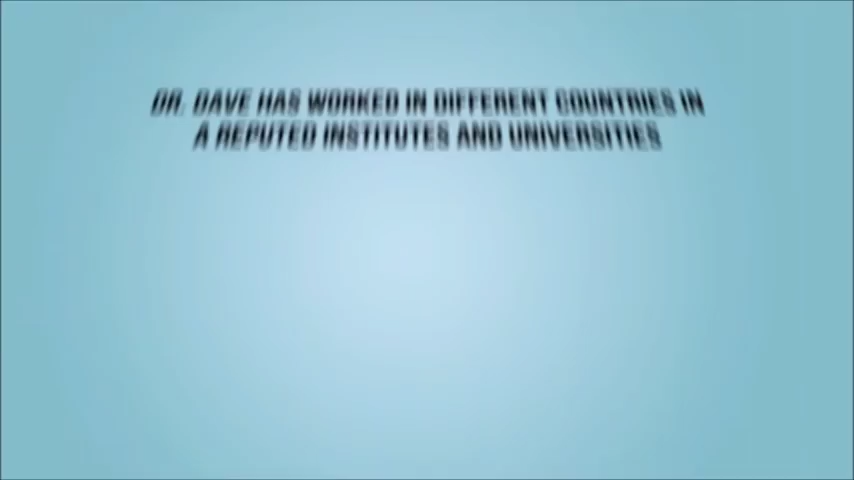 DR. DAVE HAS WORKED IN DIFFERENT COUNTRIES IN
A REPUTED INSTITUTES AND UNIVERSITIES